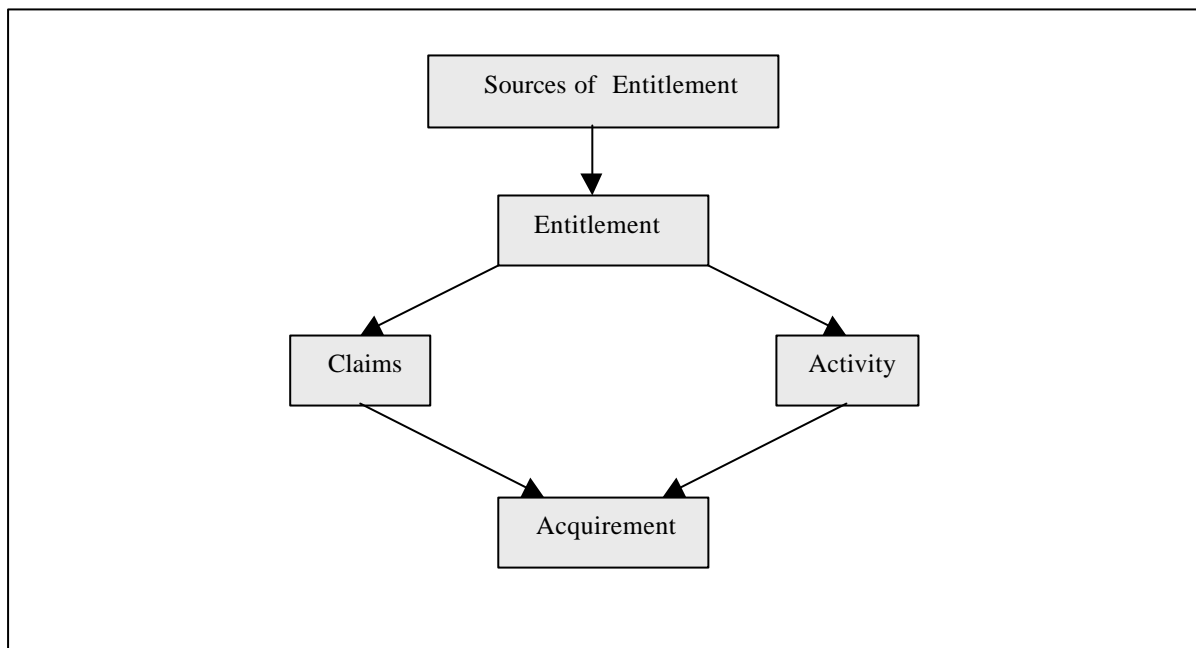 Sources of Entitlement
Entitlement
Claims
Activity
Acquirement